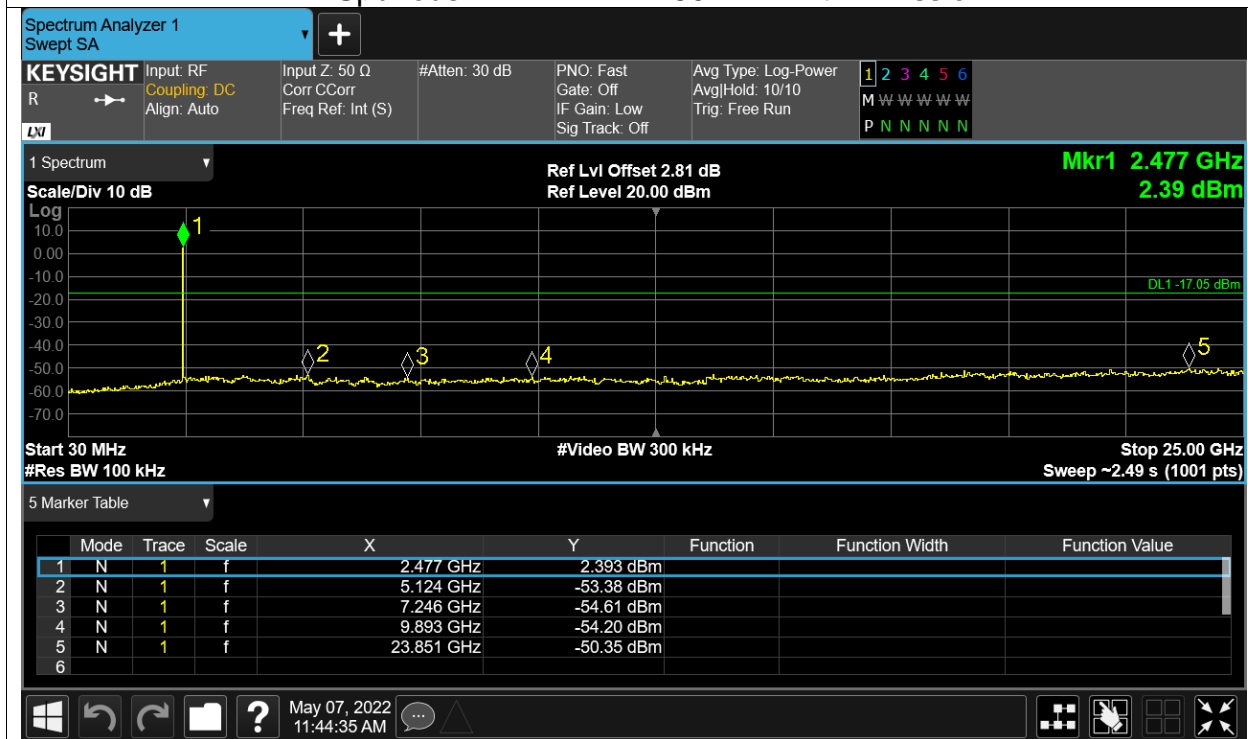 Spectrum Analyzer 1
Swept SA
+
KEYSIGHT
R
LXI
Input: RF
Coupling: DC
Align: Auto
Input Z: 50 Ω
Corr CCorr
Freq Ref: Int (S)
#Atten: 30 dB
PNO: Fast
Gate: Off
IF Gain: Low
Sig Track: Off
Avg Type: Log-Power
Avg|Hold: 10/10
Trig: Free Run
1 2 3 4 5 6
M W W W W W
P N N N N N
1 Spectrum
Scale/Div 10 dB
Ref Lvl Offset 2.81 dB
Ref Level 20.00 dBm
Mkr1 2.477 GHz
2.39 dBm
Log
10.0
0.00
-10.0
-20.0
-30.0
-40.0
-50.0
-60.0
-70.0
1
2
3
4
5
DL1 -17.05 dBm
Start 30 MHz
#Video BW 300 kHz
Stop 25.00 GHz
#Res BW 100 kHz
Sweep ~2.49 s (1001 pts)
5 Marker Table
Mode Trace Scale X Y Function Function Width Function Value
1 N 1 f 2.477 GHz 2.393 dBm
2 N 1 f 5.124 GHz -53.38 dBm
3 N 1 f 7.246 GHz -54.61 dBm
4 N 1 f 9.893 GHz -54.20 dBm
5 N 1 f 23.851 GHz -50.35 dBm
6
?
May 07, 2022
11:44:35 AM